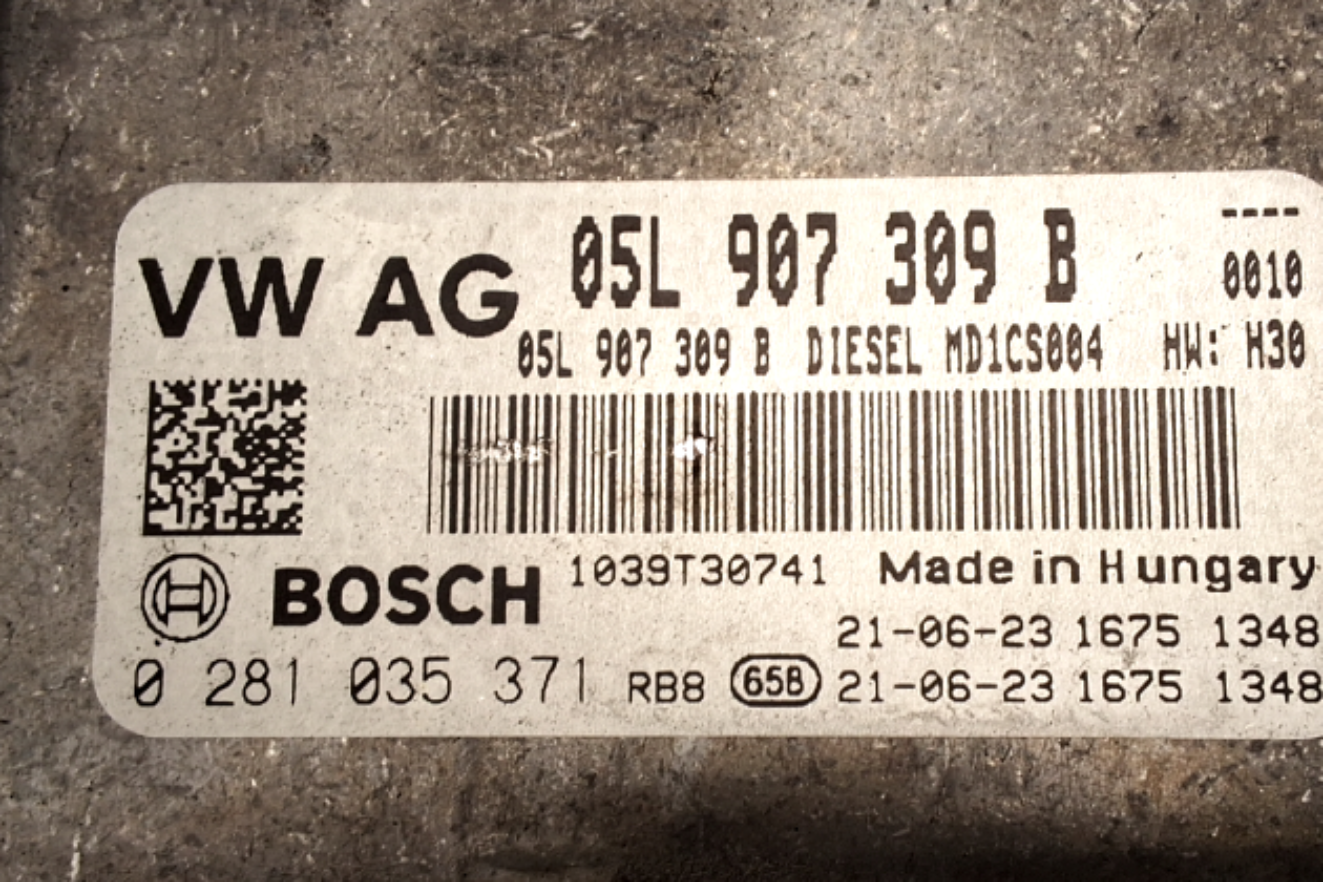 VW AG 05L 907 309 B ----
0010
05L 907 309 B DIESEL MD1CS004 HW: H30
BOSCH 1039T30741 Made in Hungary
21-06-23 1675 1348
0 281 035 371 RB8 65B 21-06-23 1675 1348